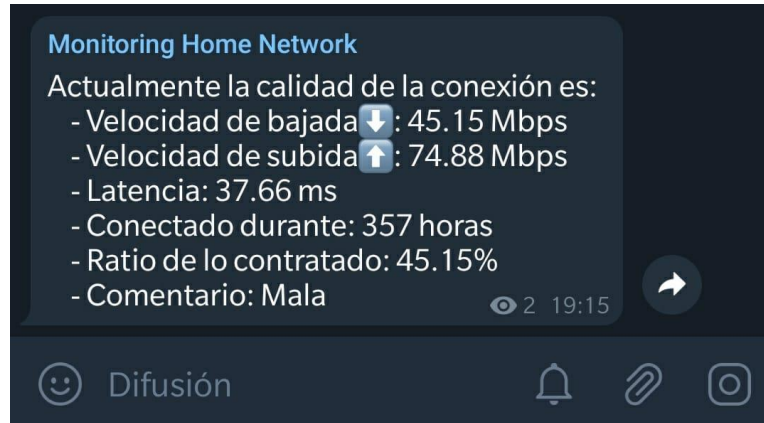 Monitoring Home Network
Actualmente la calidad de la conexión es:
- Velocidad de bajada⬇️: 45.15 Mbps
- Velocidad de subida⬆️: 74.88 Mbps
- Latencia: 37.66 ms
- Conectado durante: 357 horas
- Ratio de lo contratado: 45.15%
- Comentario: Mala
2 19:15
Difusión